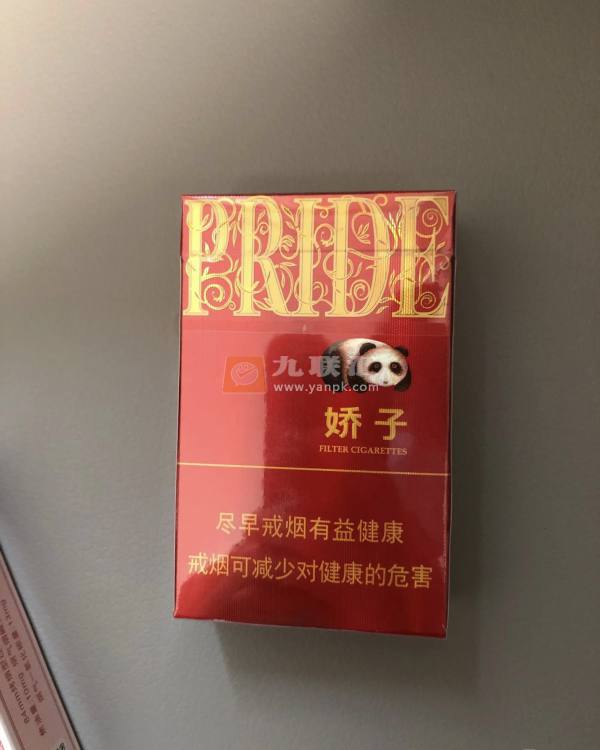 PRIDE
九联汇
www.yanpk.com
娇子
FILTER CIGARETTES
尽早戒烟有益健康
戒烟可减少对健康的危害